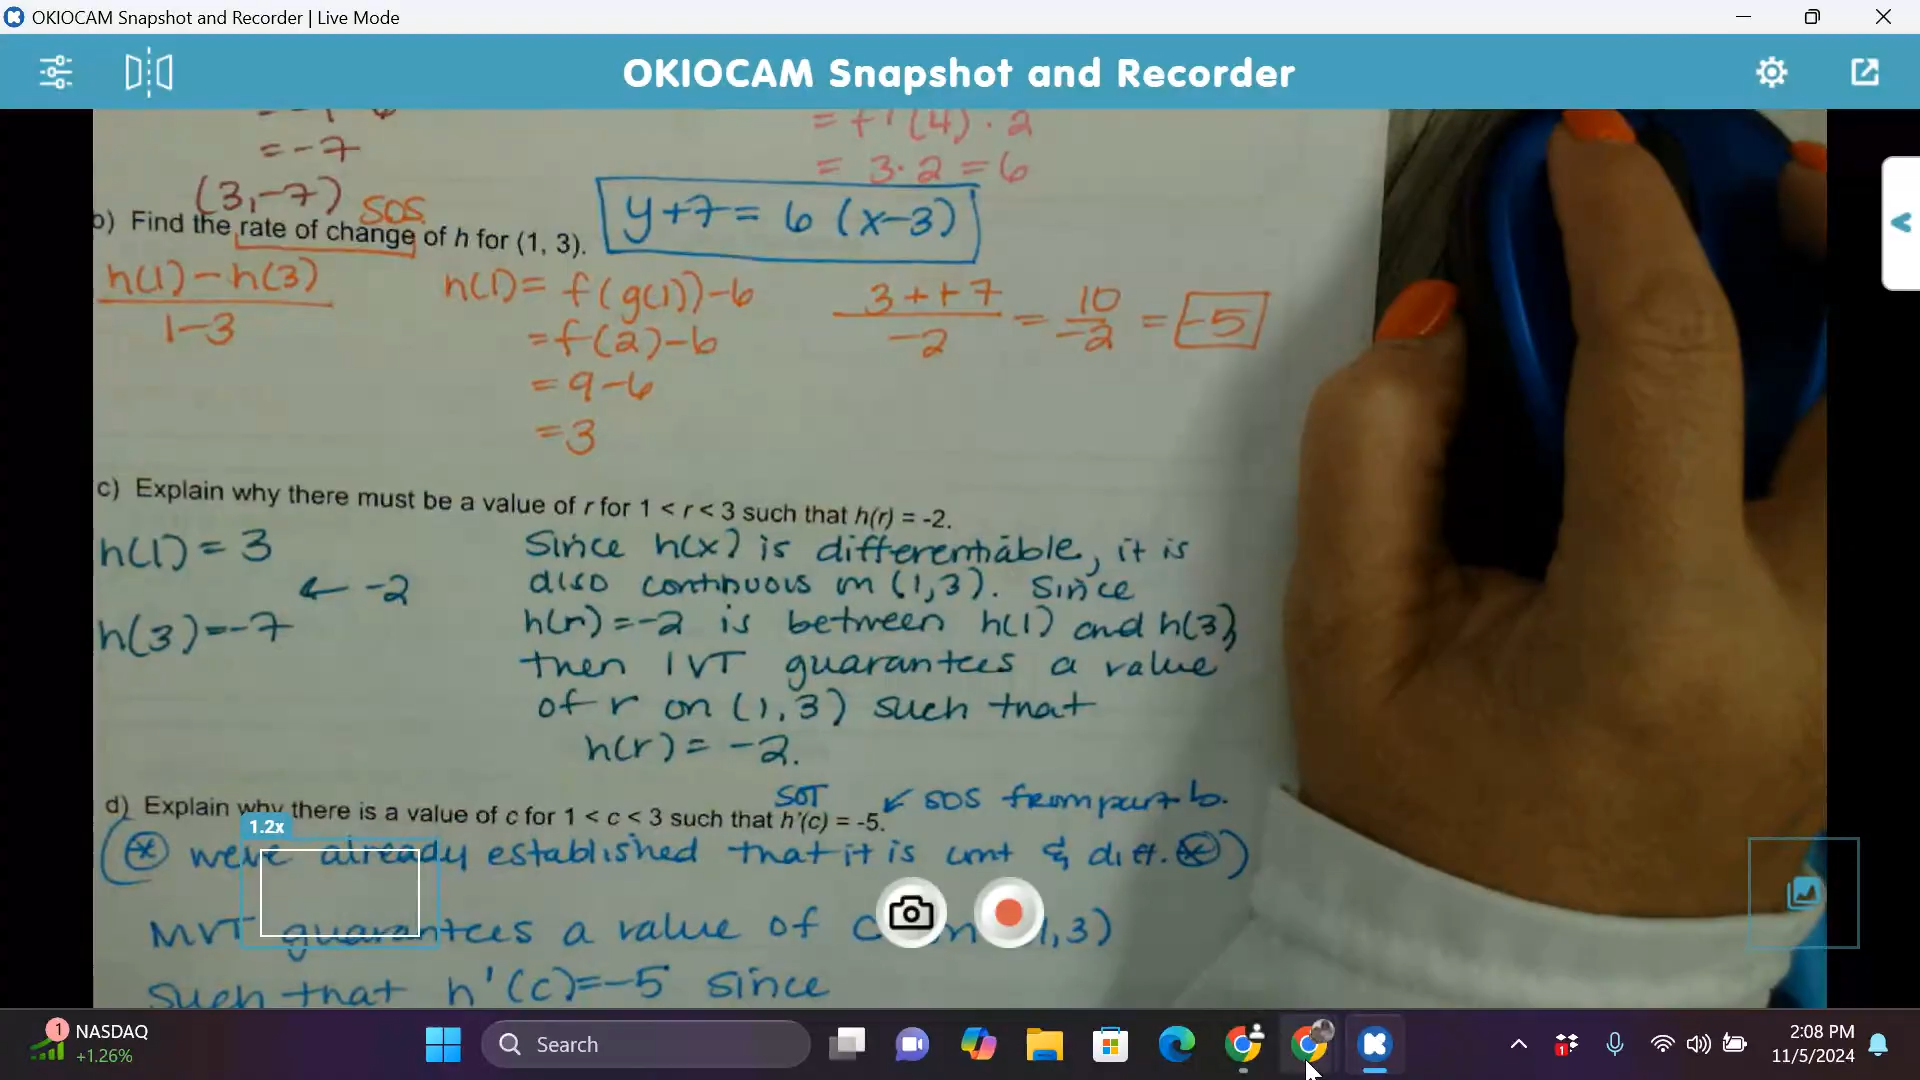 OKIOCAM Snapshot and Recorder | Live Mode
OKIOCAM Snapshot and Recorder
= -7
(3,-7)
= f'(4) · 2
= 3·2 = 6
y+7= 6 (x-3)
SOS
b) Find the rate of change of h for (1, 3).
h(1)-h(3)
1-3
h(1)= f(g(1))-6
=f(2)-6
= 9-6
=3
3++7
-2
= 10
-2
= -5
c) Explain why there must be a value of r for 1 < r < 3 such that h(r) = -2.
h(1)=3
← -2
h(3)=-7
Since h(x) is differentiable, it is
also continuous on (1,3). Since
h(r)=-2 is between h(1) and h(3),
then IVT guarantees a value
of r on (1,3) such that
h(r)= -2.
SOT
↙ SOS from part b.
d) Explain why there is a value of c for 1 < c < 3 such that h'(c) = -5.
1.2x
(* we've already established that it is cont & diff. *)
MVT guarantees a value of c on (1,3)
such that h'(c)=-5 since
1
NASDAQ
+1.26%
Search
1
2:08 PM
11/5/2024